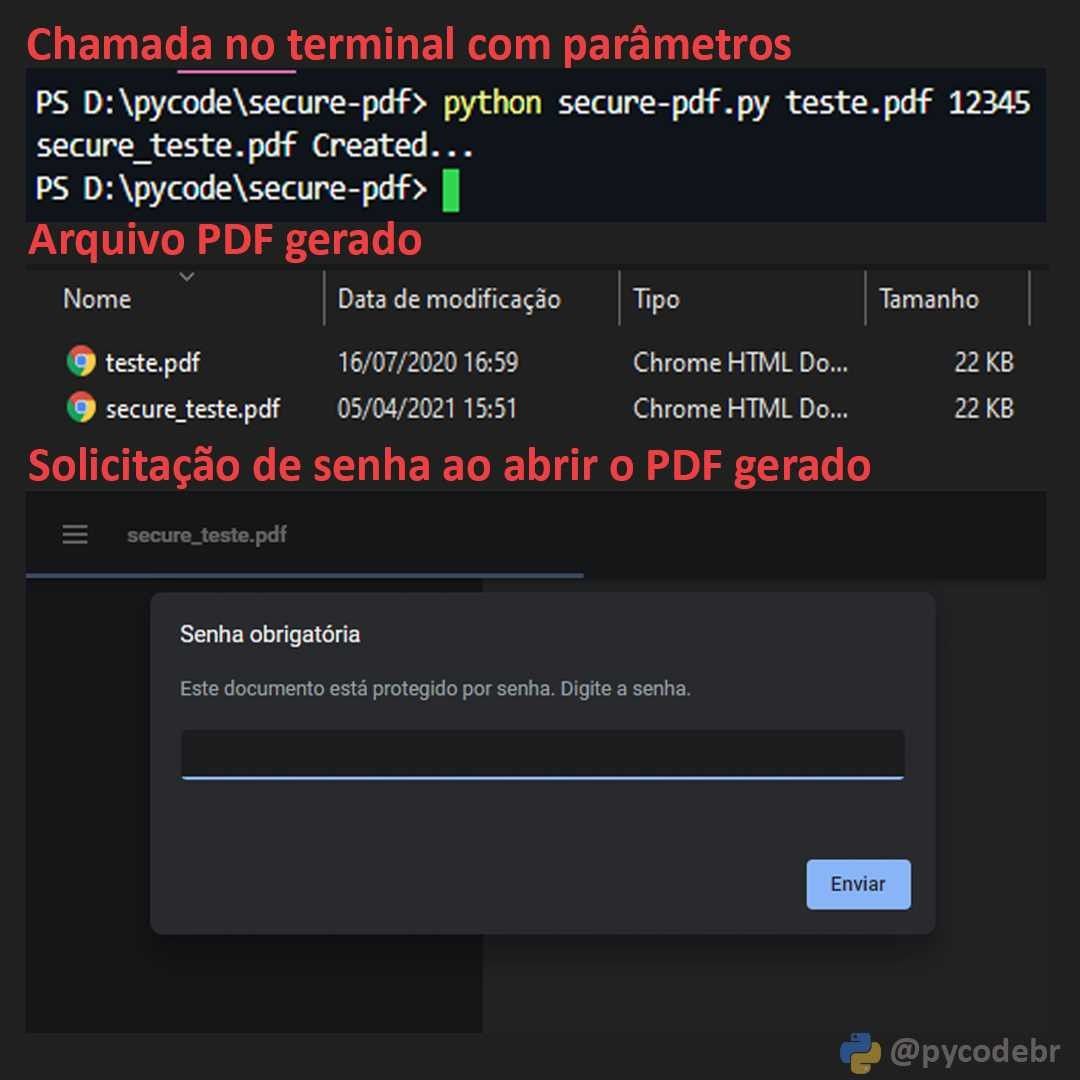 Chamada no terminal com parâmetros
PS D:\pycode\secure-pdf> python secure-pdf.py teste.pdf 12345
secure_teste.pdf Created...
PS D:\pycode\secure-pdf>
Arquivo PDF gerado
Nome Data de modificação Tipo Tamanho
teste.pdf 16/07/2020 16:59 Chrome HTML Do... 22 KB
secure_teste.pdf 05/04/2021 15:51 Chrome HTML Do... 22 KB
Solicitação de senha ao abrir o PDF gerado
secure_teste.pdf
Senha obrigatória
Este documento está protegido por senha. Digite a senha.
Enviar
@pycodebr